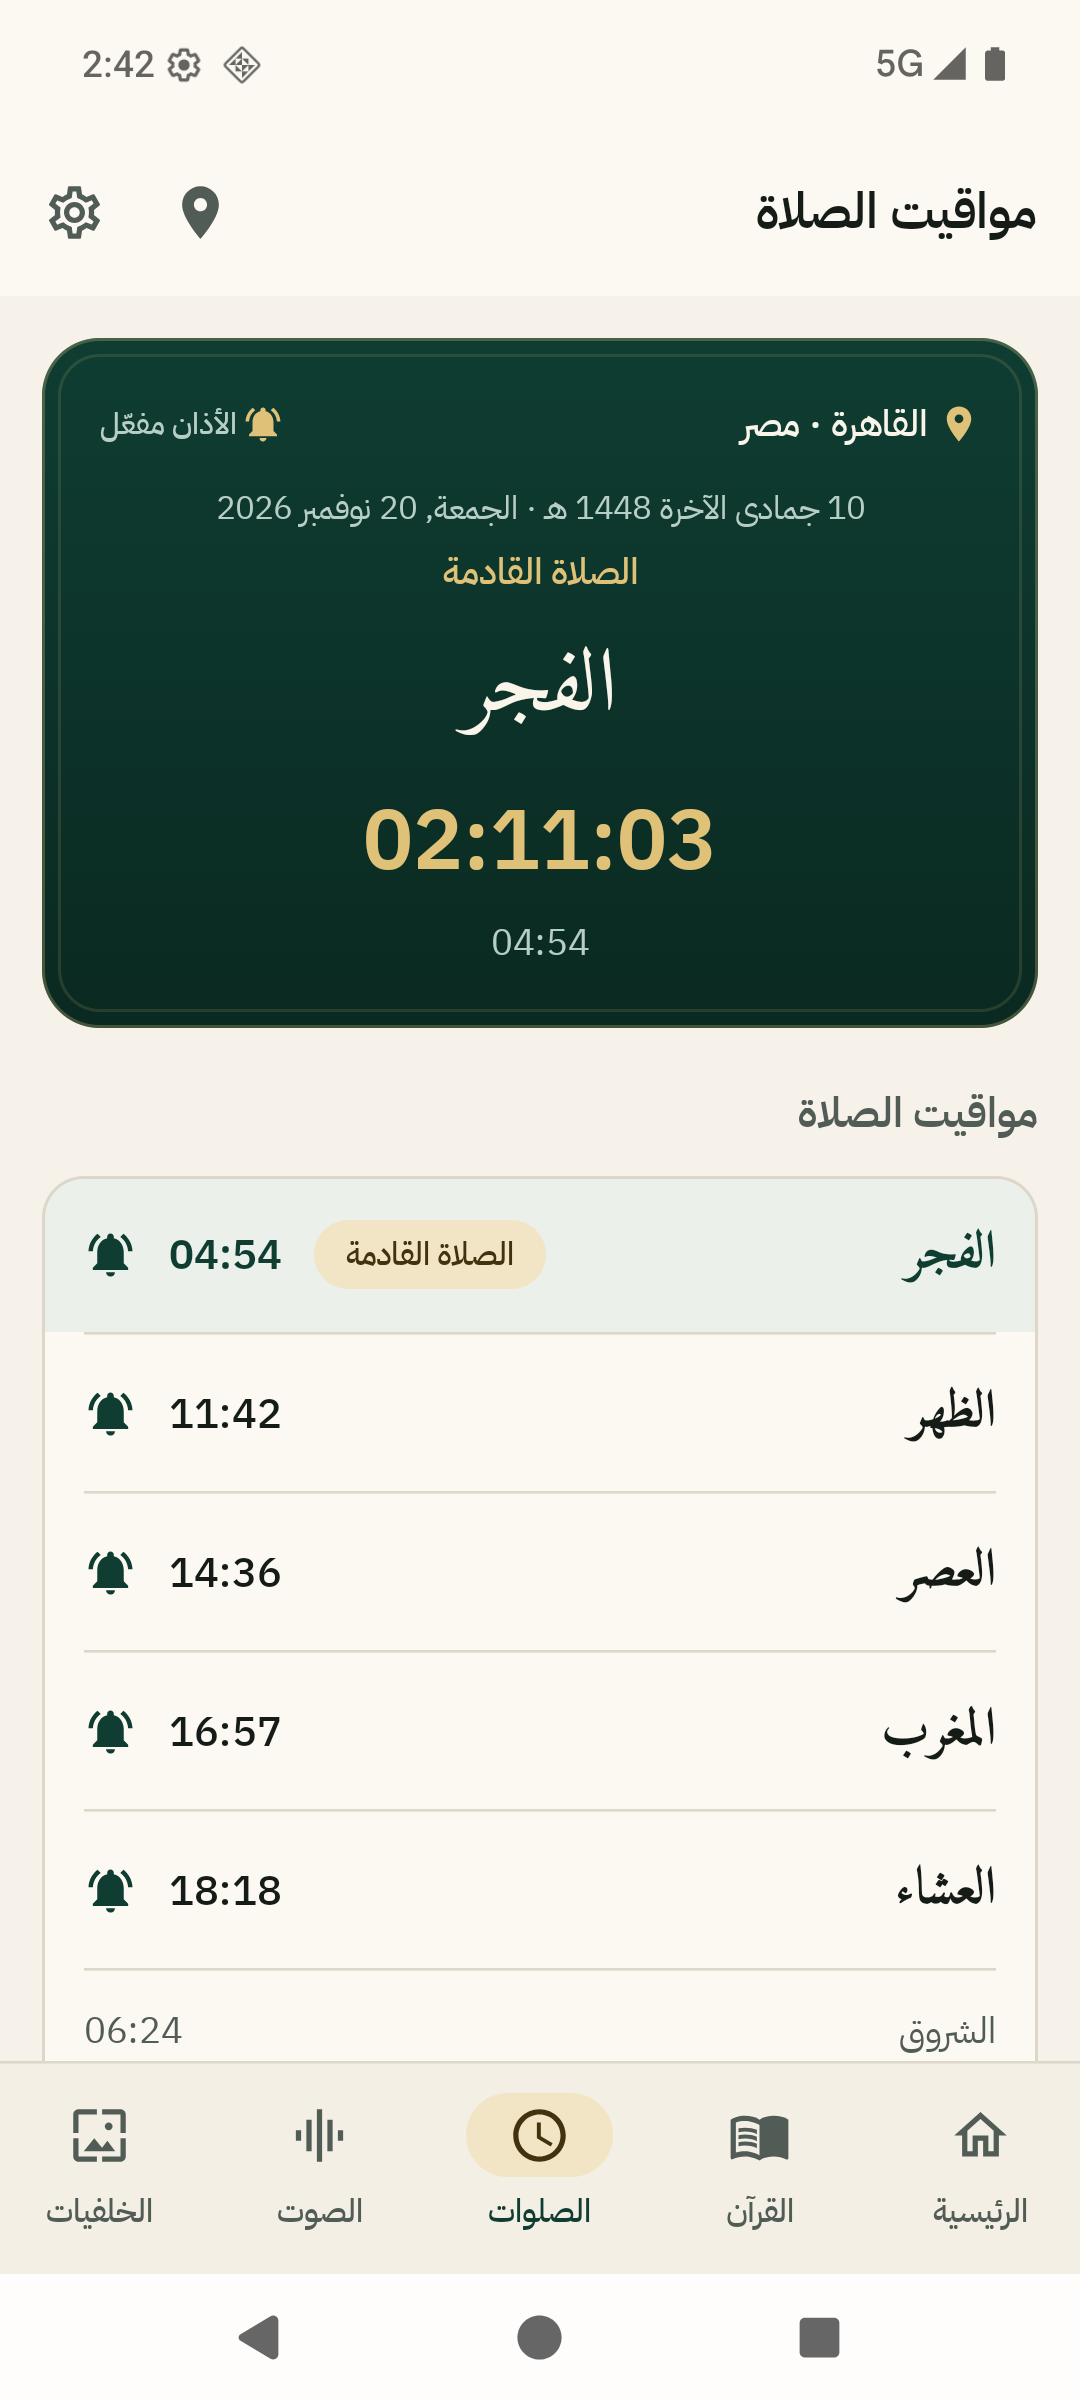 2:42 5G
مواقيت الصلاة
القاهرة · مصر الأذان مفعّل
10 جمادى الآخرة 1448 هـ · الجمعة, 20 نوفمبر 2026
الصلاة القادمة
الفجر
02:11:03
04:54
مواقيت الصلاة
الفجر الصلاة القادمة 04:54
الظهر 11:42
العصر 14:36
المغرب 16:57
العشاء 18:18
الشروق 06:24
الرئيسية القرآن الصلوات الصوت الخلفيات